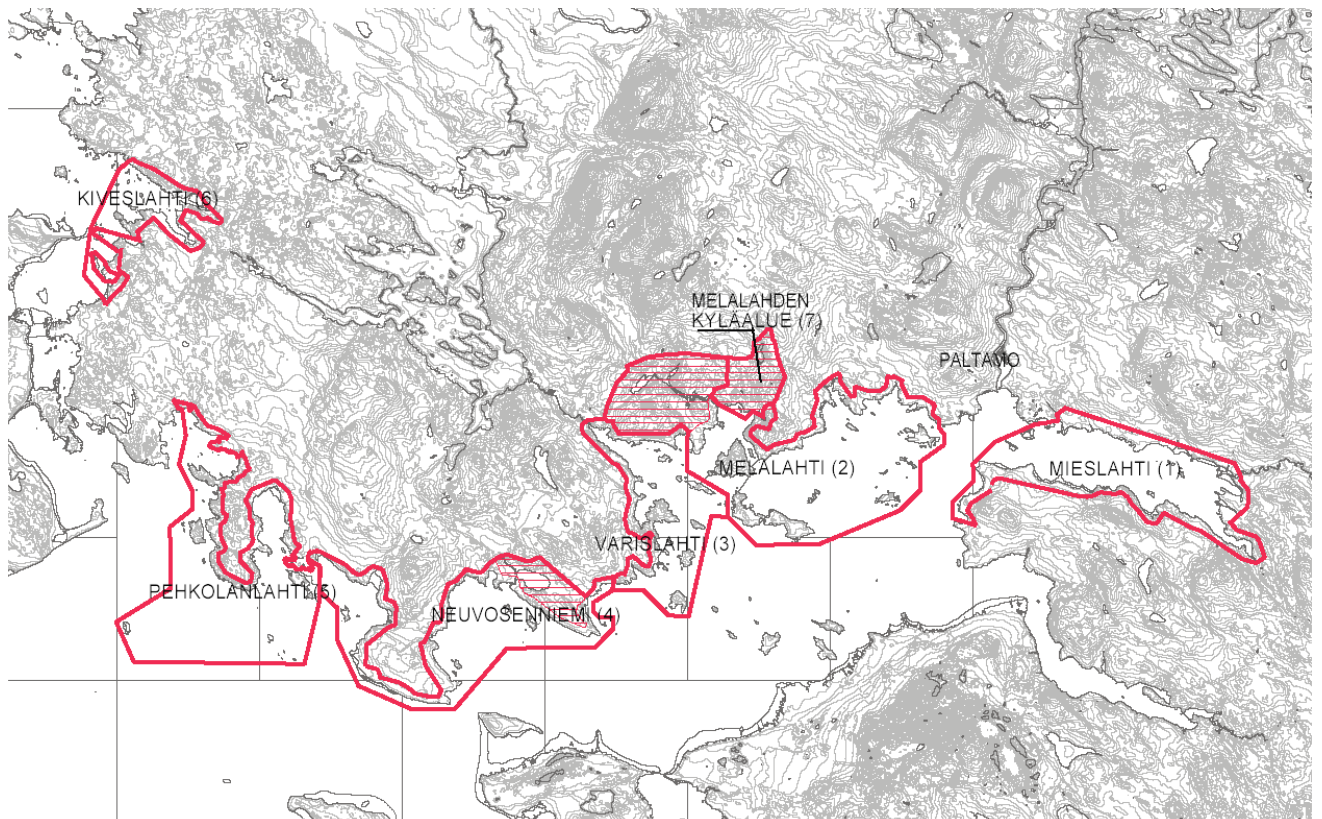 KIVESLAHTI (6)
MELALAHDEN
KYLÄALUE (7)
PALTAMO
MELALAHTI (2)
MIESLAHTI (1)
VARISLAHTI (3)
PEHKOLANLAHTI (5)
NEUVOSENNIEMI (4)